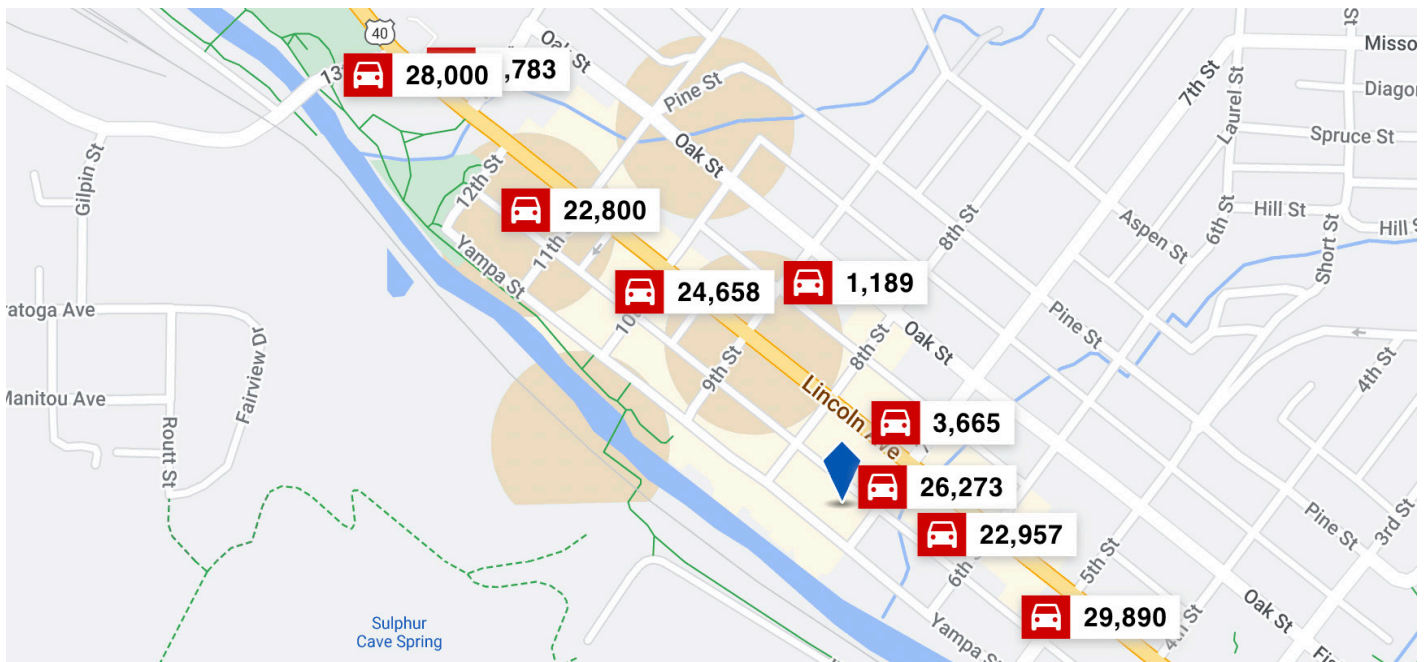 40
Oak St
St
Misso
13
28,000
,783
7th St
Laurel St
Diagon
Pine St
Spruce St
Oak St
12th St
Gilpin St
22,800
Hill St
Aspen St
6th St
Hill S
8th St
11th
Short St
Yampa St
24,658
1,189
ratoga Ave
Fairview Dr
10
Pine St
8th St
Oak St
9th St
4th St
Manitou Ave
Lincoln Ave
Routt St
3,665
26,273
22,957
Pine St
3rd St
5th St
6th
Oak St
29,890
Sulphur
Cave Spring
Yampa St
4th St
Fi